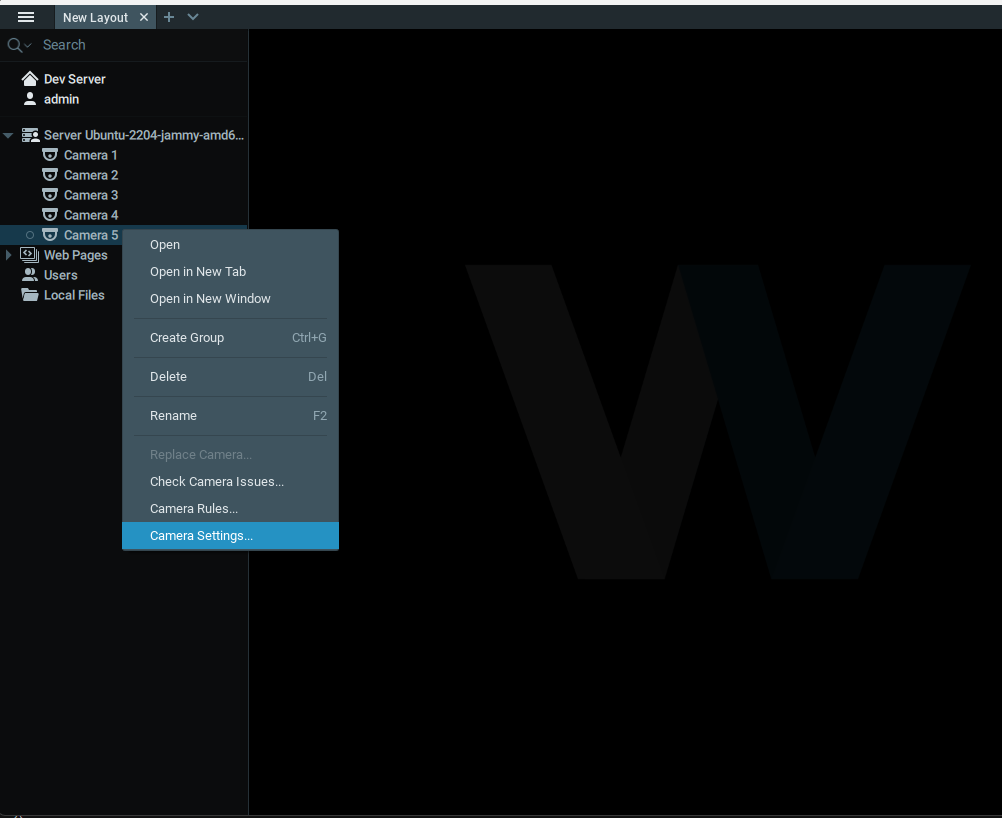 New Layout
Search
Dev Server
admin
Server Ubuntu-2204-jammy-amd6...
Camera 1
Camera 2
Camera 3
Camera 4
Camera 5
Web Pages
Users
Local Files
Open
Open in New Tab
Open in New Window
Create Group Ctrl+G
Delete Del
Rename F2
Replace Camera...
Check Camera Issues...
Camera Rules...
Camera Settings...
W